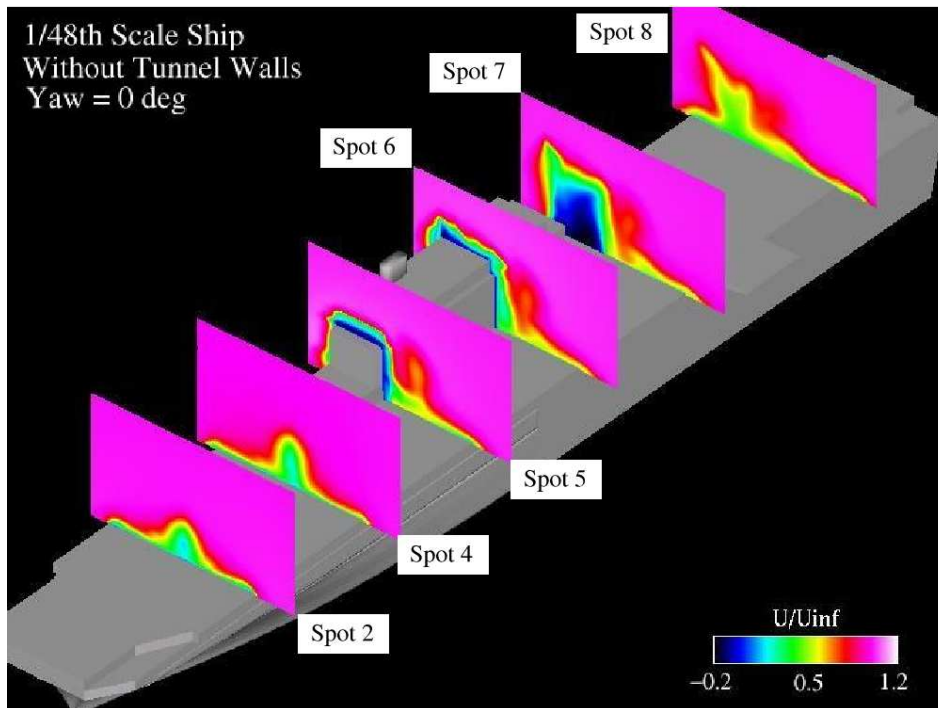 1/48th Scale Ship
Without Tunnel Walls
Yaw = 0 deg
Spot 8
Spot 7
Spot 6
Spot 5
Spot 4
Spot 2
U/Uinf
−0.2 0.5 1.2